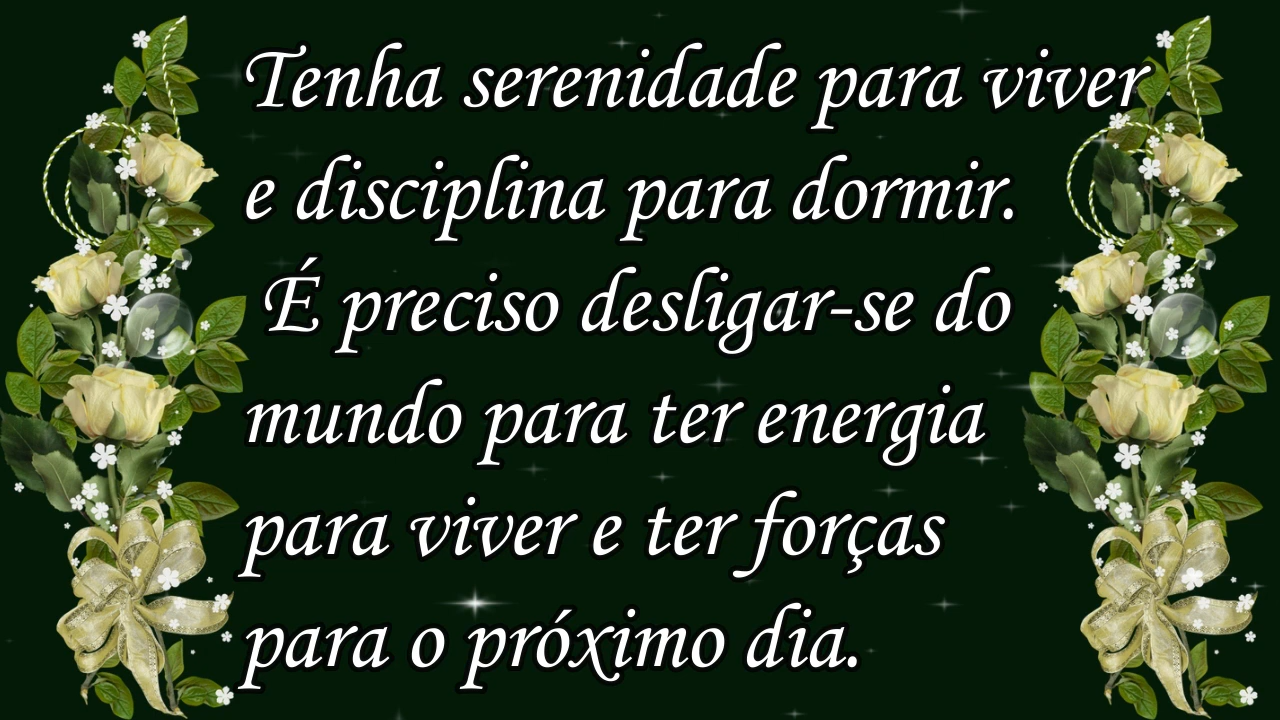 Tenha serenidade para viver
e disciplina para dormir.
É preciso desligar-se do
mundo para ter energia
para viver e ter forças
para o próximo dia.